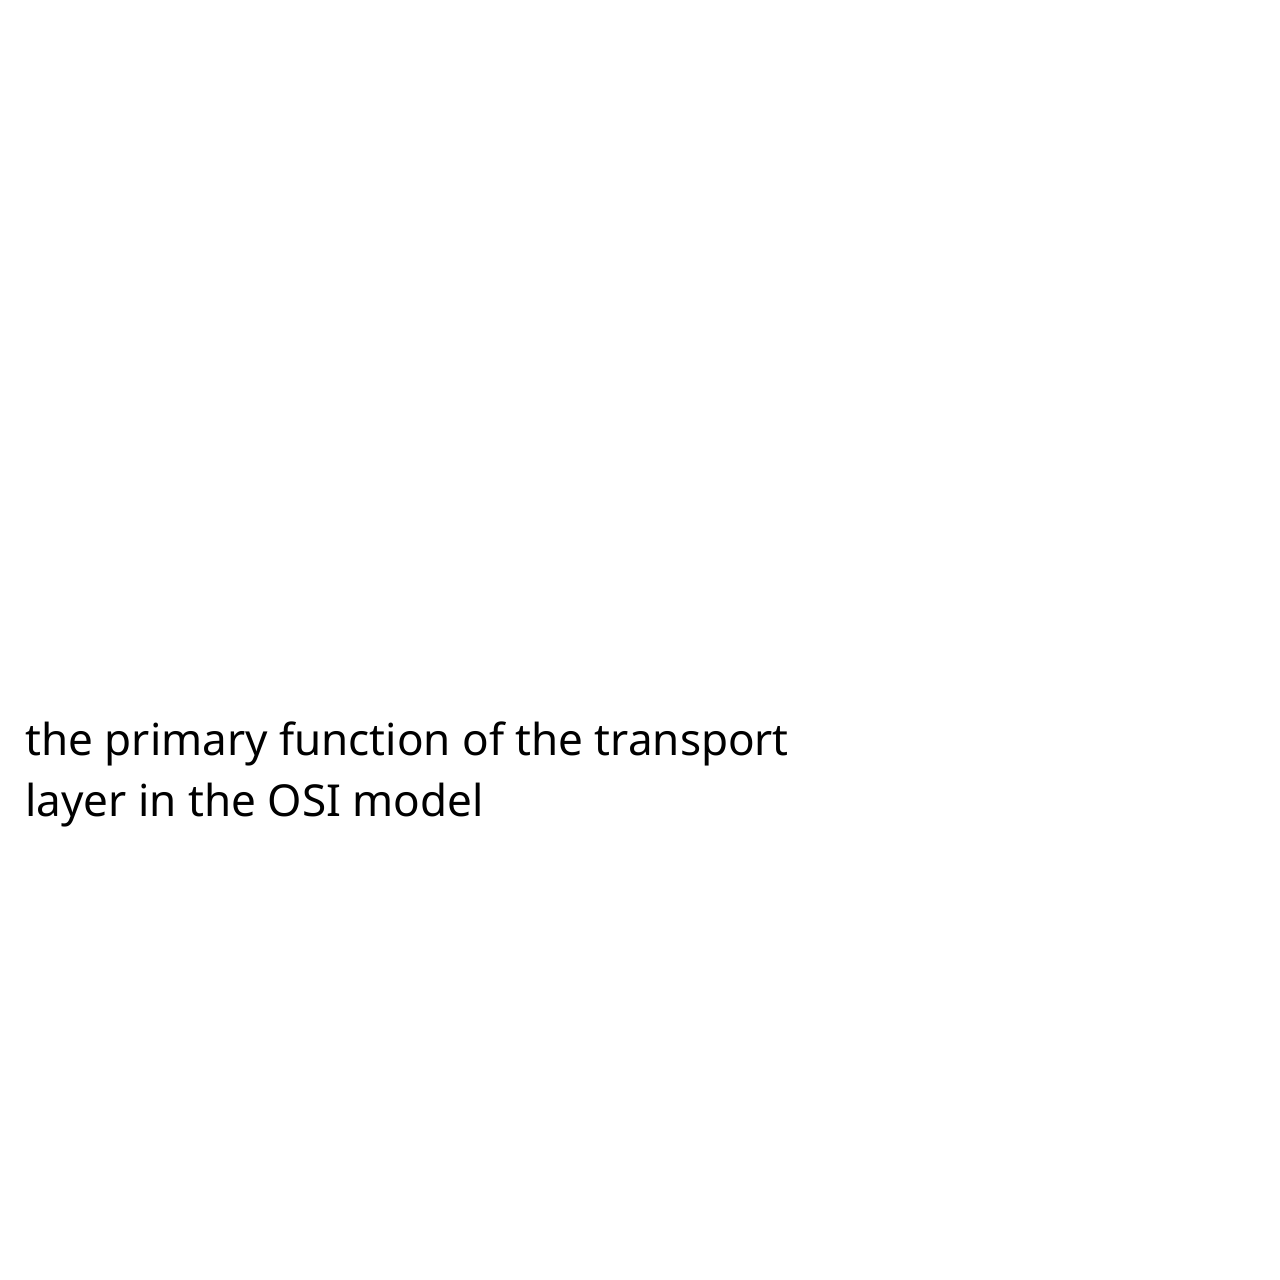 the primary function of the transport
layer in the OSI model